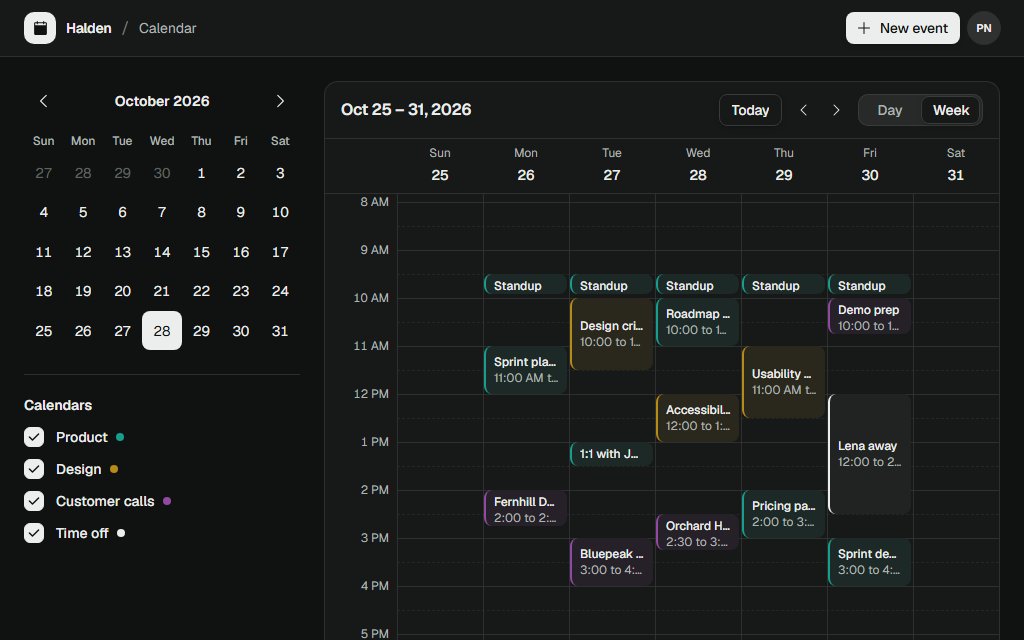 Halden / Calendar
New event
PN
October 2026
Sun Mon Tue Wed Thu Fri Sat
27 28 29 30 1 2 3
4 5 6 7 8 9 10
11 12 13 14 15 16 17
18 19 20 21 22 23 24
25 26 27 28 29 30 31
Calendars
Product
Design
Customer calls
Time off
Oct 25 – 31, 2026
Today
Day
Week
Sun Mon Tue Wed Thu Fri Sat
25 26 27 28 29 30 31
8 AM
9 AM
10 AM
11 AM
12 PM
1 PM
2 PM
3 PM
4 PM
5 PM
Standup
Sprint pla…
11:00 AM t…
Fernhill D…
2:00 to 2:…
Standup
Design cri…
10:00 to 1…
1:1 with J…
Bluepeak …
3:00 to 4:…
Standup
Roadmap …
10:00 to 1…
Accessibil…
12:00 to 1:…
Orchard H…
2:30 to 3:…
Standup
Usability …
11:00 AM t…
Pricing pa…
2:00 to 3:…
Standup
Demo prep
10:00 to 1…
Lena away
12:00 to 2…
Sprint de…
3:00 to 4:…